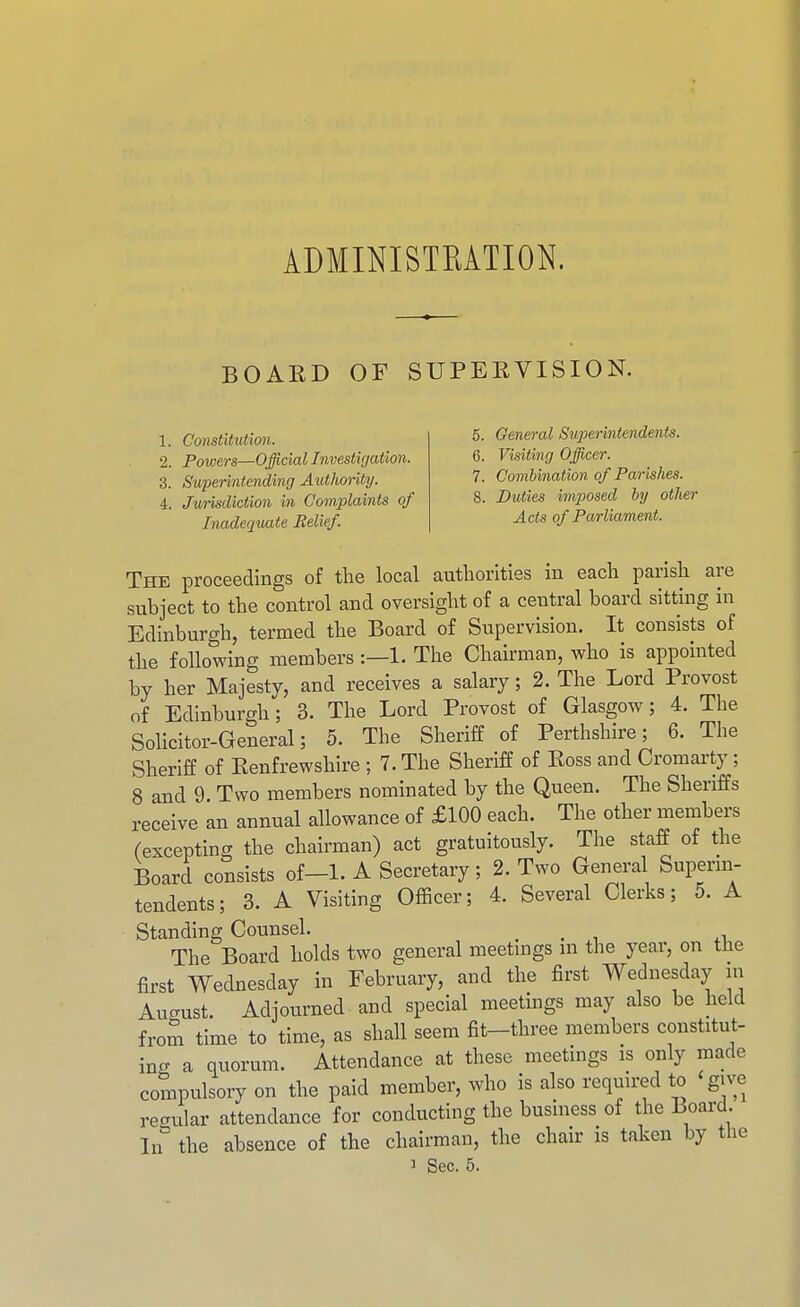 ADMINISTRATION.
BOARD OF SUPERVISION.
1. Constitution.
2. Powers—Official Investigation.
3. Superintending Authority.
4. Jurisdiction in Complaints of
Inadequate Relief.
5. General Superintendents.
6. Visiting Officer.
7. Combination of Parishes.
8. Duties imposed by other
Acts of Parliament.
The proceedings of the local authorities in each parish are
subject to the control and oversight of a central board sitting in
Edinburgh, termed the Board of Supervision. It consists of
the following members:—1. The Chairman, who is appointed
by her Majesty, and receives a salary; 2. The Lord Provost
of Edinburgh; 3. The Lord Provost of Glasgow; 4. The
Solicitor-General; 5. The Sheriff of Perthshire; 6. The
Sheriff of Renfrewshire; 7. The Sheriff of Ross and Cromarty;
8 and 9. Two members nominated by the Queen. The Sheriffs
receive an annual allowance of £100 each. The other members
(excepting the chairman) act gratuitously. The staff of the
Board consists of—1. A Secretary; 2. Two General Superin-
tendents; 3. A Visiting Officer; 4. Several Clerks; 5. A
Standing Counsel.
The Board holds two general meetings in the year, on the
first Wednesday in February, and the first Wednesday in
August. Adjourned and special meetings may also be held
from time to time, as shall seem fit—three members constitut-
ing a quorum. Attendance at these meetings is only made
compulsory on the paid member, who is also required to 'give
regular attendance for conducting the business of the Board.'1
In the absence of the chairman, the chair is taken by the
1 Sec. 5.